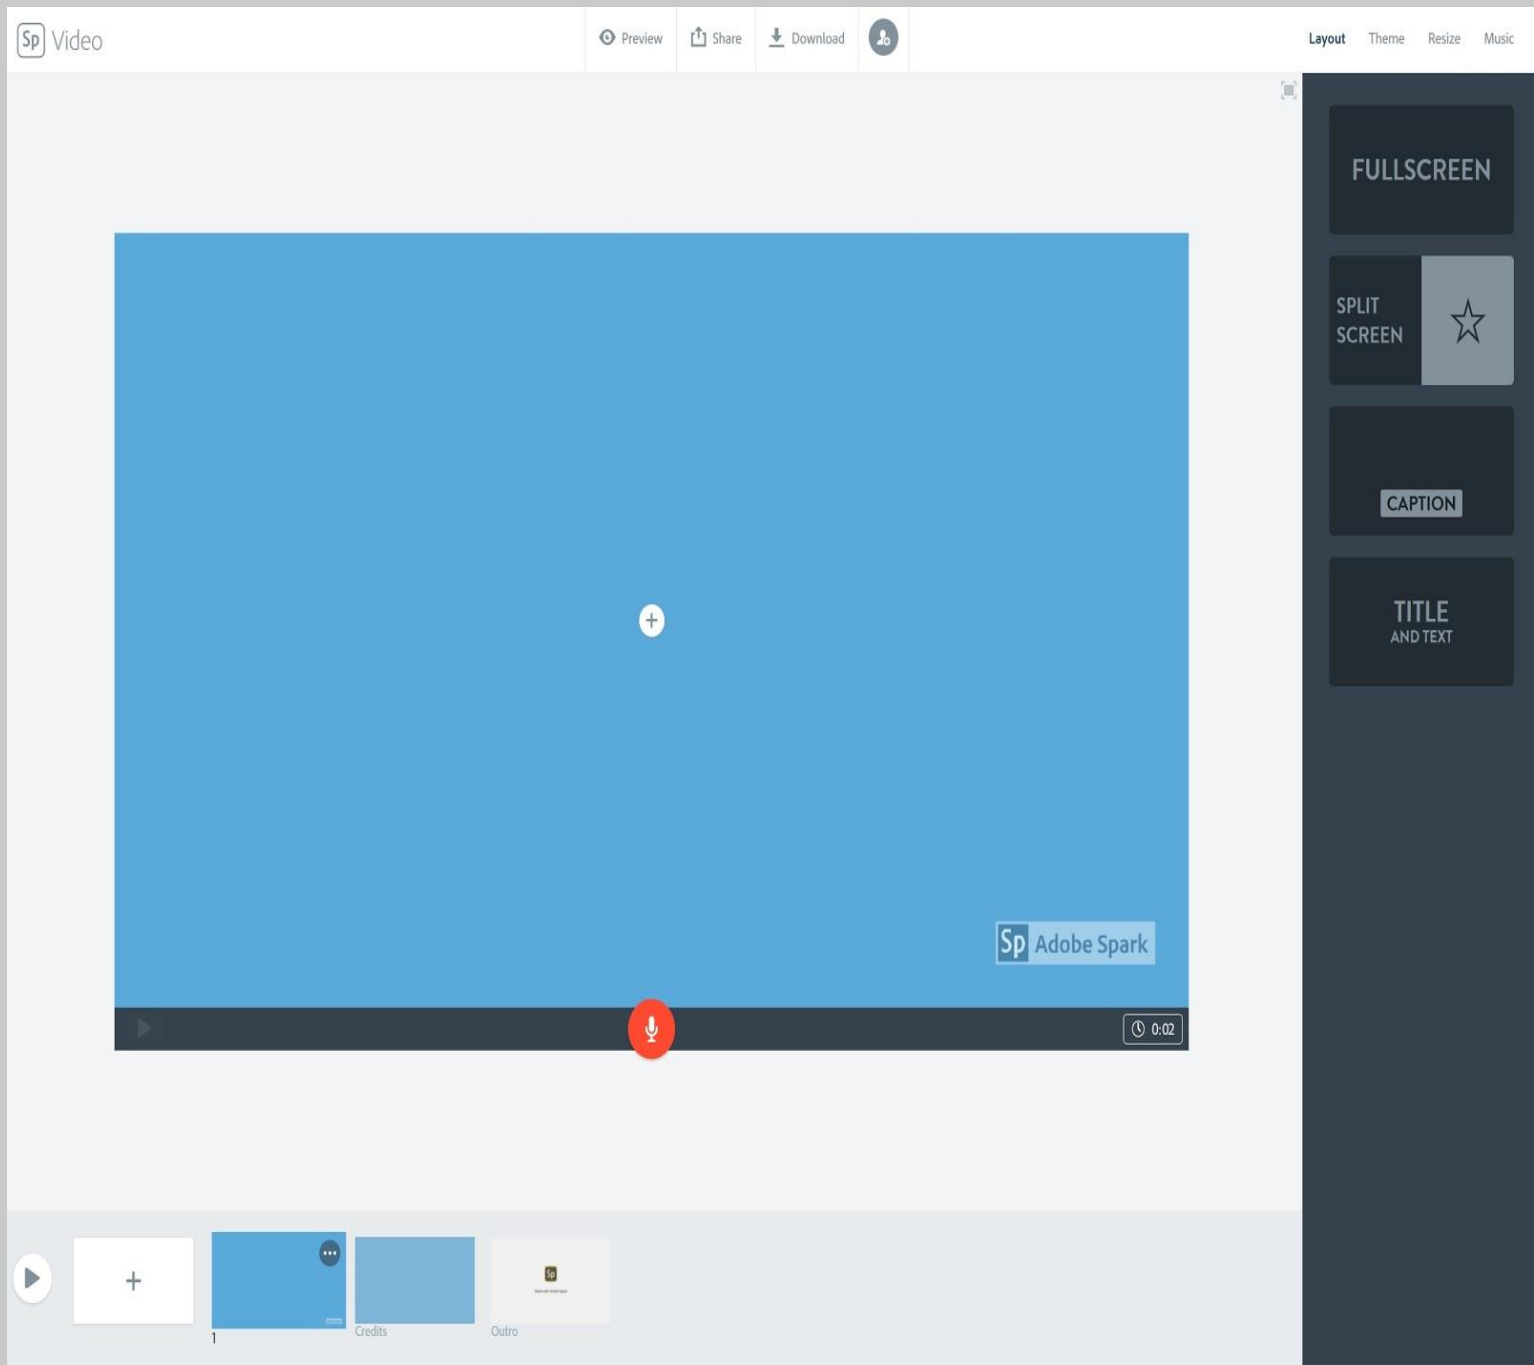 Sp Video
Preview
Share
Download
Layout
Theme
Resize
Music
FULLSCREEN
SPLIT
SCREEN
CAPTION
TITLE
AND TEXT
Sp Adobe Spark
0:02
1
Credits
Sp
Outro